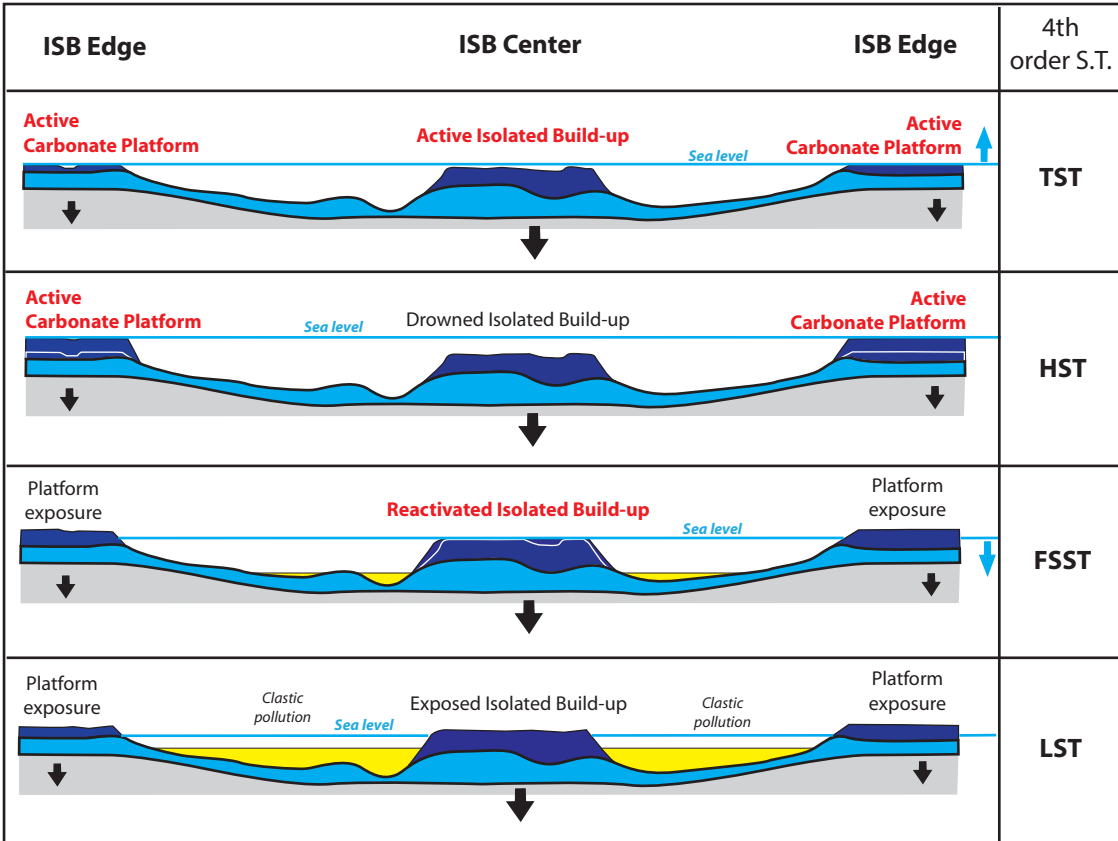 ISB Edge
ISB Center
ISB Edge
4th
order S.T.
Active
Carbonate Platform
Active Isolated Build-up
Sea level
Active
Carbonate Platform
TST
Active
Carbonate Platform
Sea level
Drowned Isolated Build-up
Active
Carbonate Platform
HST
Platform
exposure
Reactivated Isolated Build-up
Sea level
Platform
exposure
FSST
Platform
exposure
Clastic
pollution
Sea level
Exposed Isolated Build-up
Clastic
pollution
Platform
exposure
LST